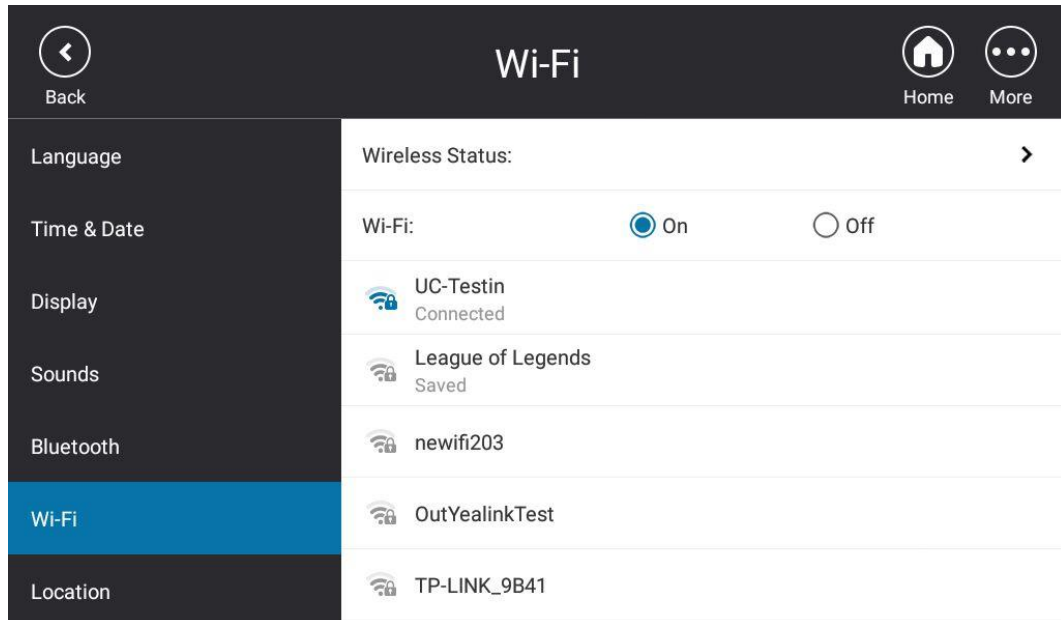 Back
Wi-Fi
Home
More
Language
Time & Date
Display
Sounds
Bluetooth
Wi-Fi
Location
Wireless Status:
Wi-Fi: On Off
UC-Testin
Connected
League of Legends
Saved
newifi203
OutYealinkTest
TP-LINK_9B41